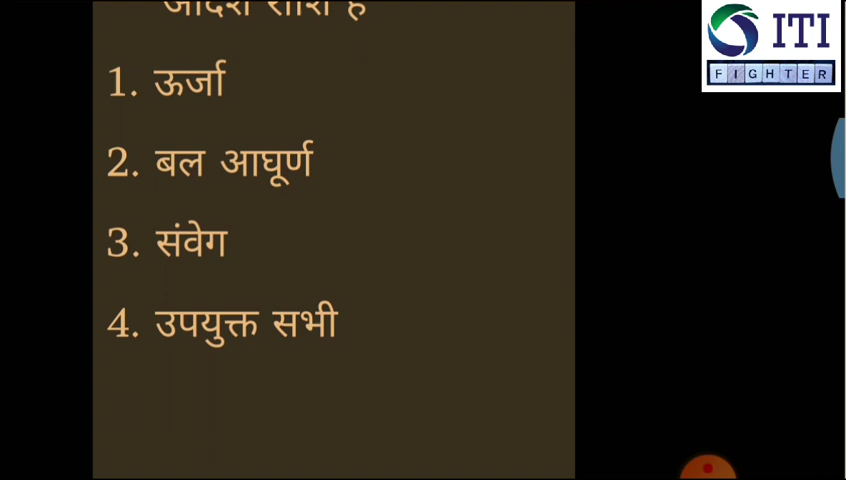 ITI
FIGHTER
1. ऊर्जा
2. बल आघूर्ण
3. संवेग
4. उपयुक्त सभी